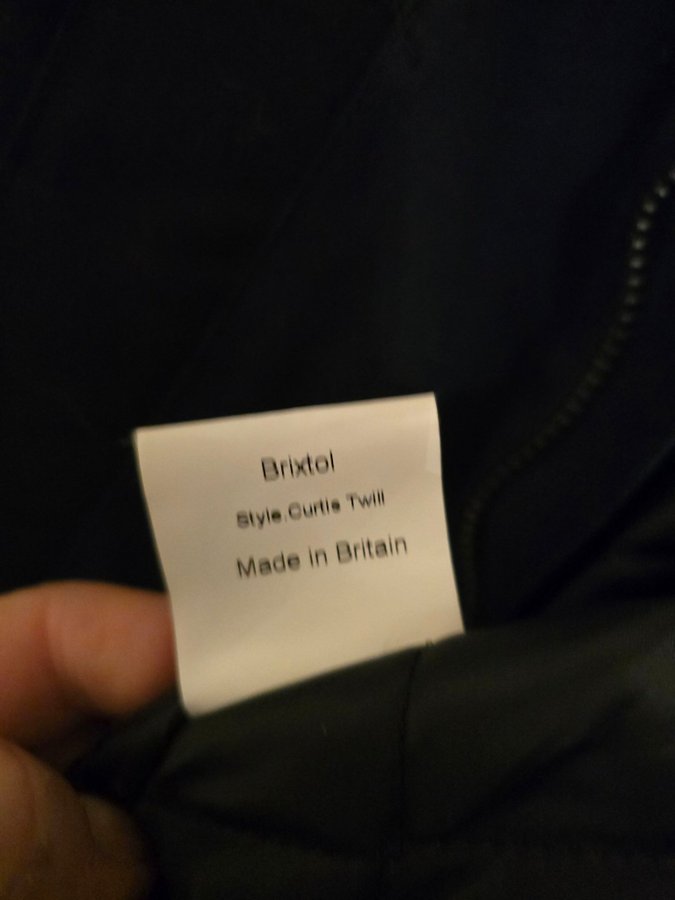 Brixtol
Style.Curtis Twill
Made in Britain